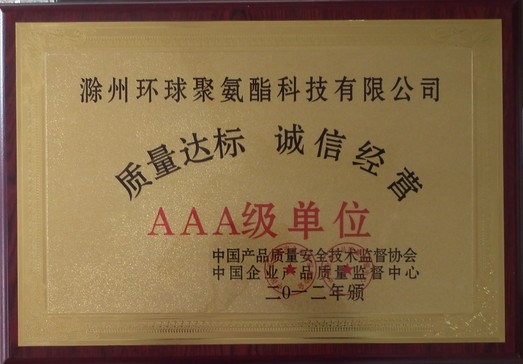 滁州环球聚氨酯科技有限公司
质量达标 诚信经营
AAA级单位
中国产品质量安全技术监督协会
中国企业产品质量监督中心
二0一二年颁